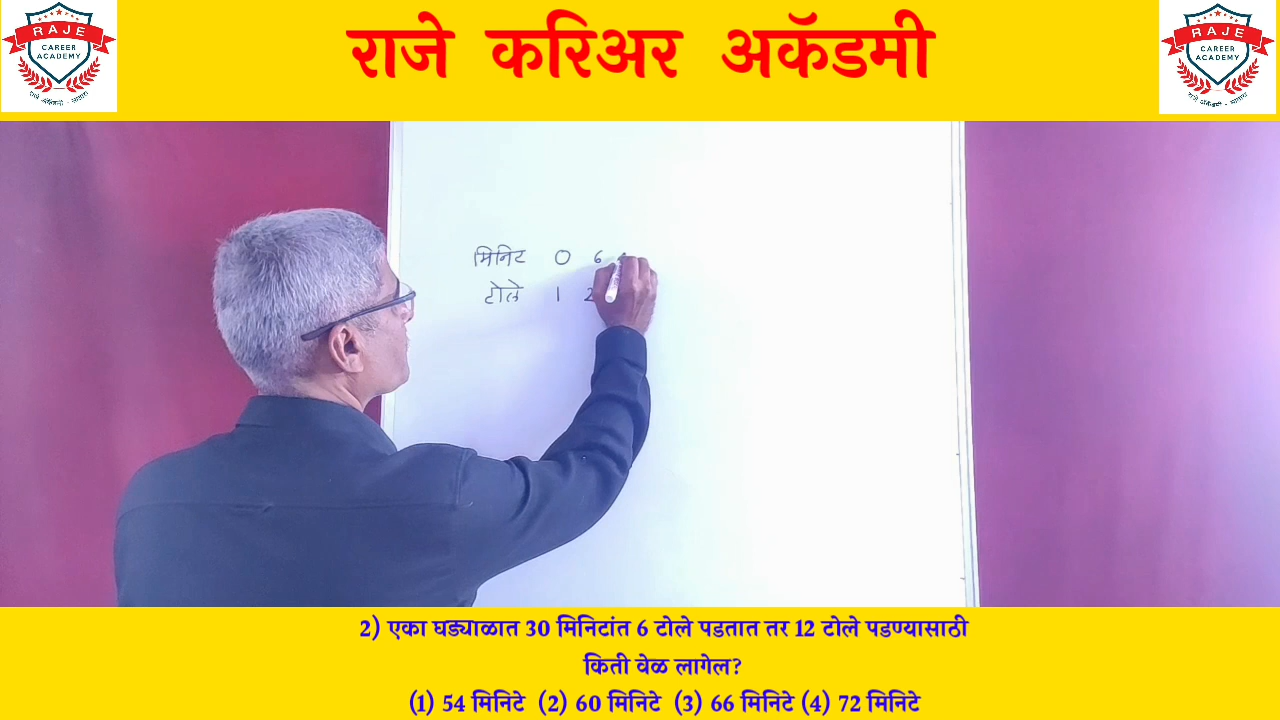 RAJE
CAREER
ACADEMY
राजे करिअर अकॅडमी
RAJE
CAREER
ACADEMY
मिनिट 0 6
टोले 1 2
2) एका घड्याळात 30 मिनिटांत 6 टोले पडतात तर 12 टोले पडण्यासाठी
किती वेळ लागेल?
(1) 54 मिनिटे (2) 60 मिनिटे (3) 66 मिनिटे (4) 72 मिनिटे